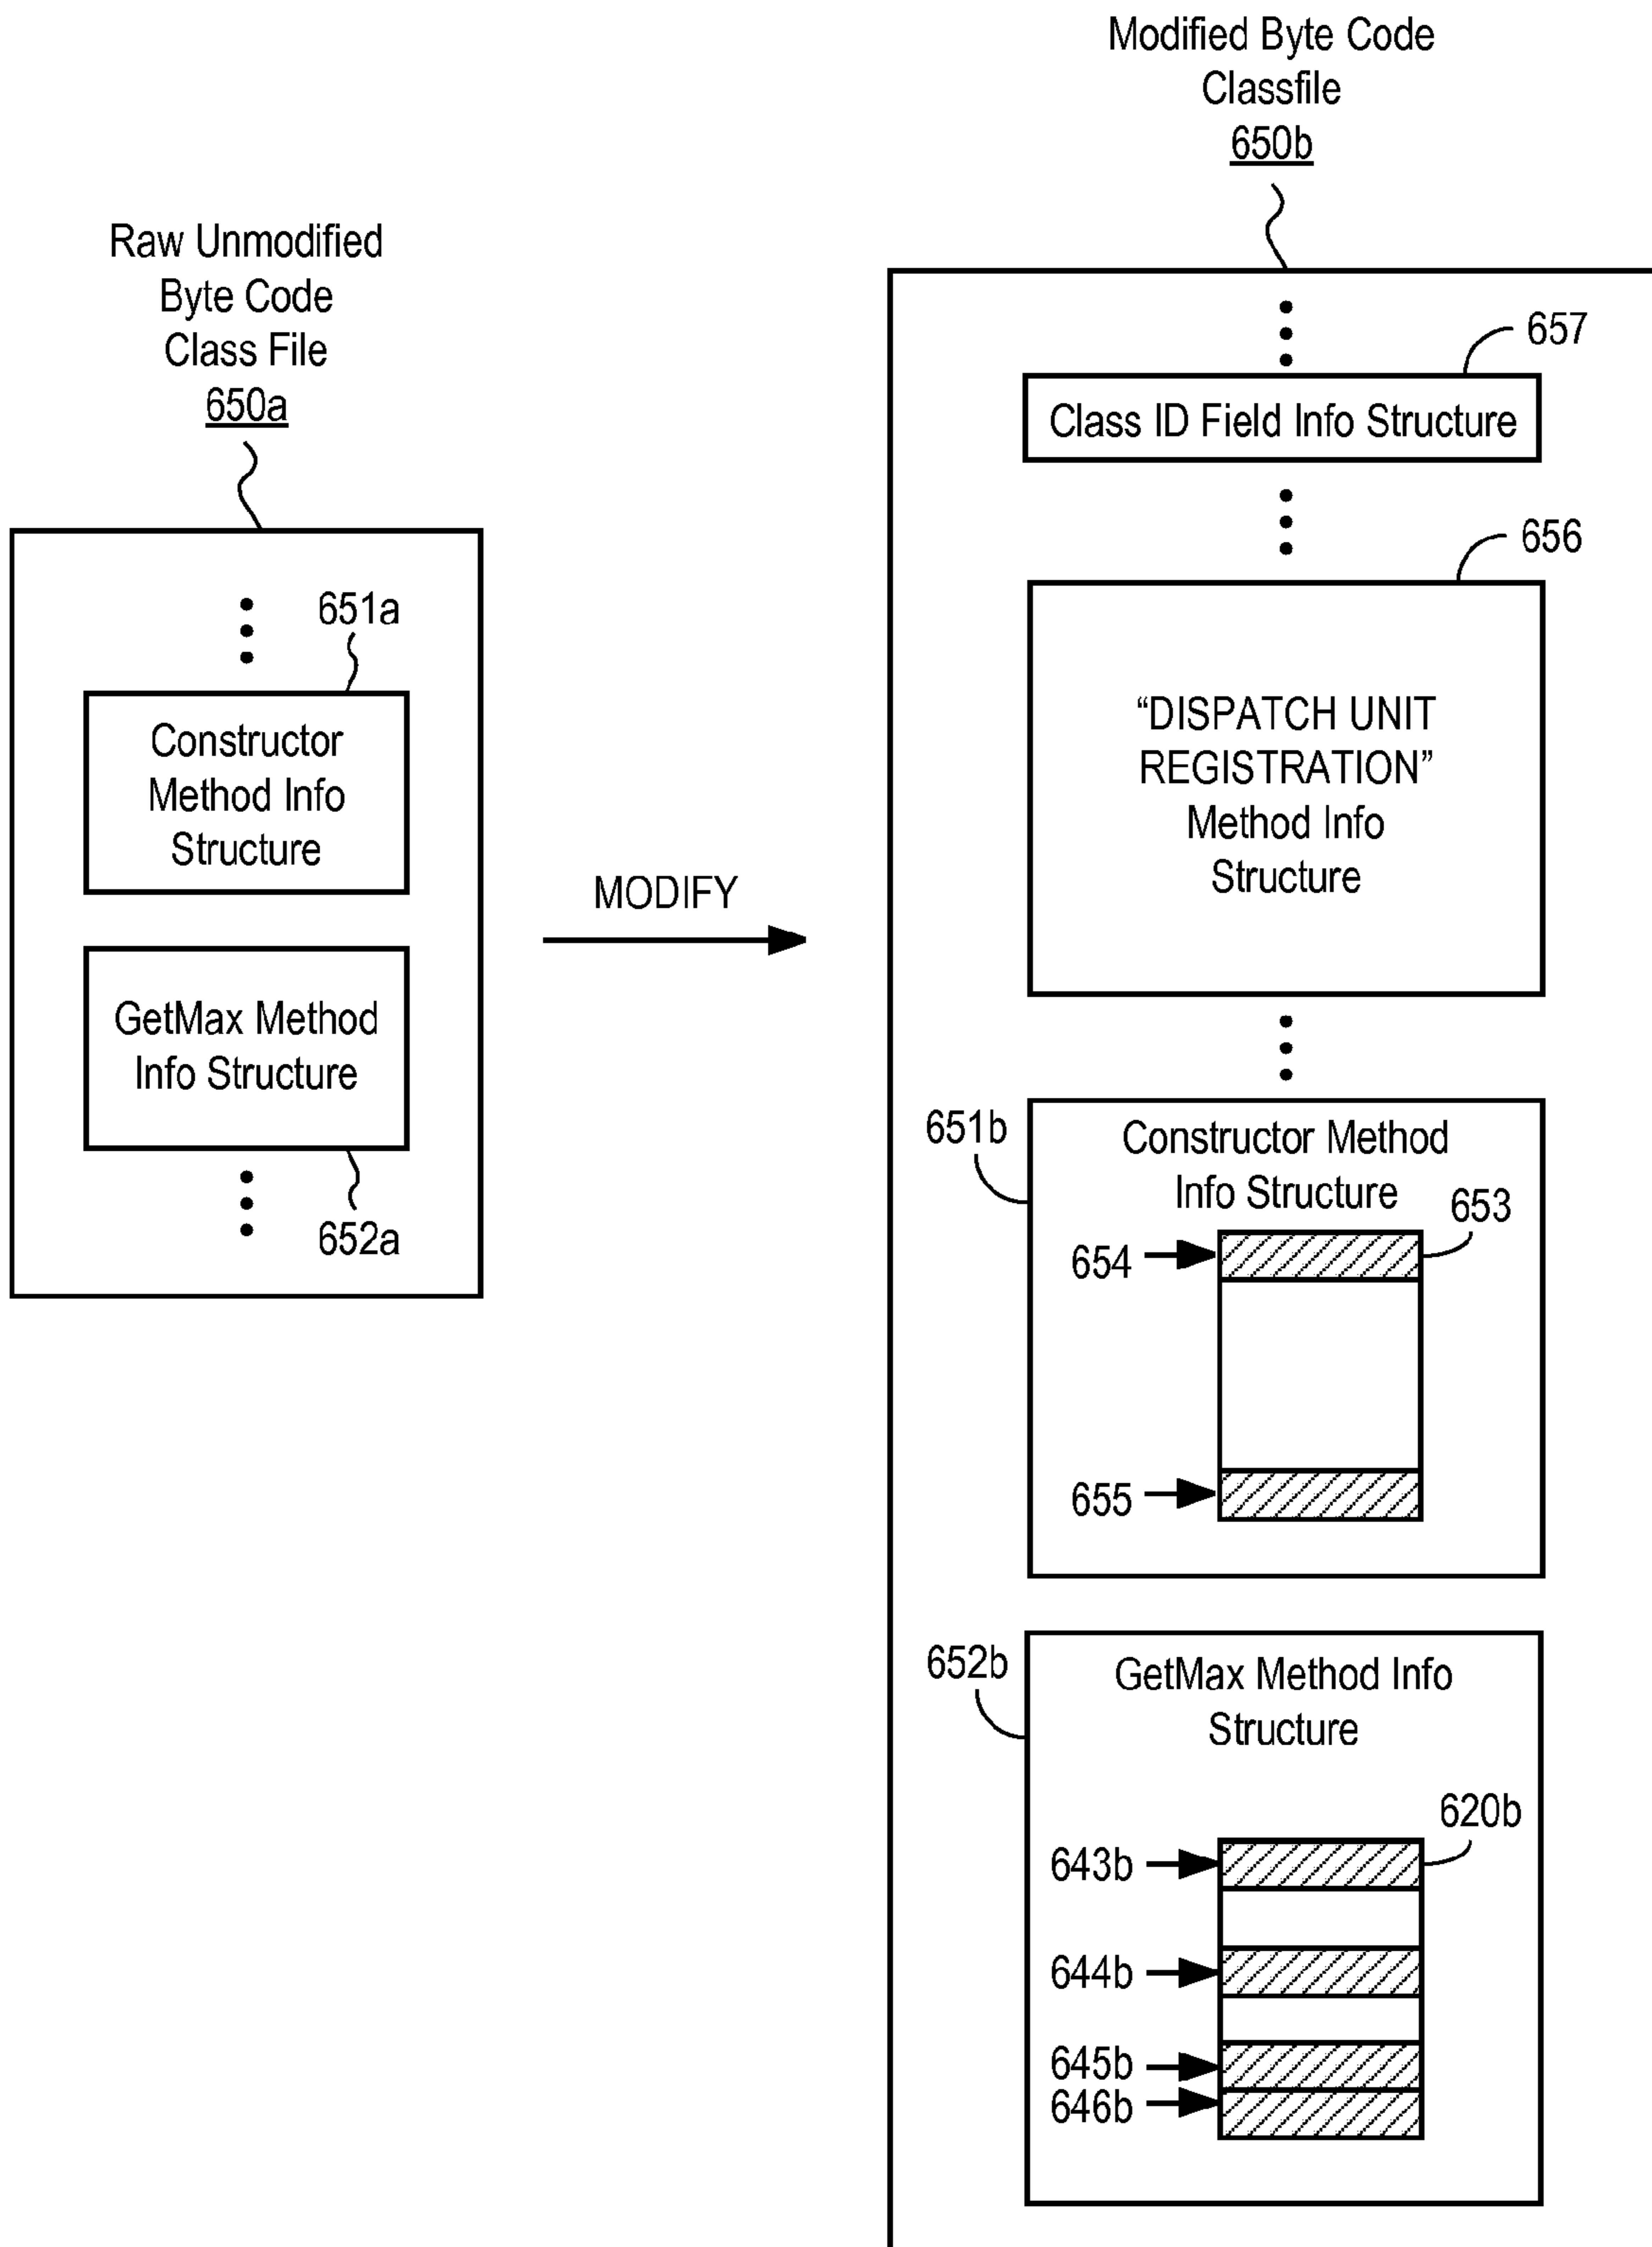 Raw Unmodified
Byte Code
Class File
650a
651a
Constructor
Method Info
Structure
GetMax Method
Info Structure
652a
MODIFY
Modified Byte Code
Classfile
650b
657
Class ID Field Info Structure
656
“DISPATCH UNIT
REGISTRATION”
Method Info
Structure
651b
Constructor Method
Info Structure
653
654
655
652b
GetMax Method Info
Structure
620b
643b
644b
645b
646b